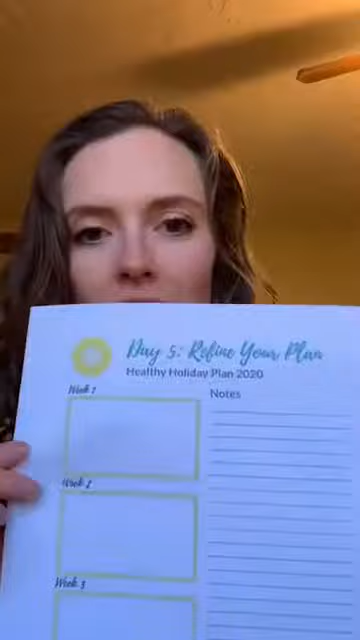 Day 5: Refine Your Plan
Healthy Holiday Plan 2020
Week 1
Notes
Week 2
Week 3